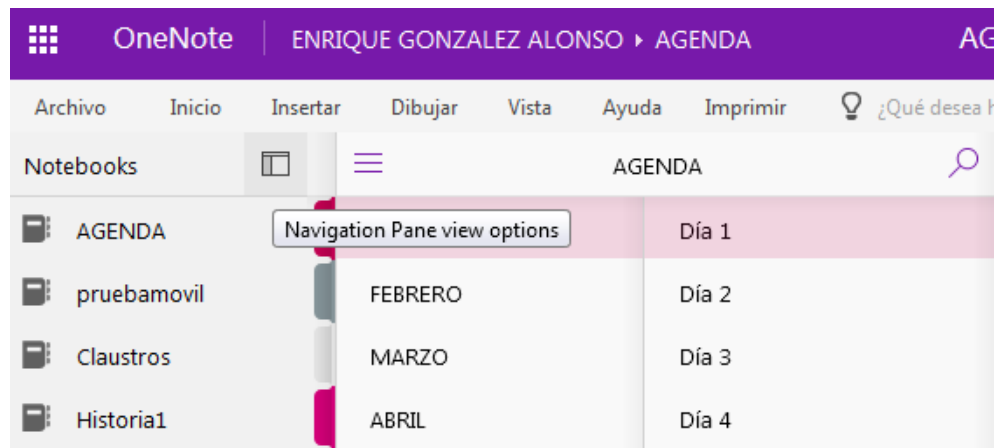 OneNote ENRIQUE GONZALEZ ALONSO ▸ AGENDA AG
Archivo Inicio Insertar Dibujar Vista Ayuda Imprimir ¿Qué desea h
Notebooks AGENDA
AGENDA Navigation Pane view options Día 1
pruebamovil FEBRERO Día 2
Claustros MARZO Día 3
Historia1 ABRIL Día 4